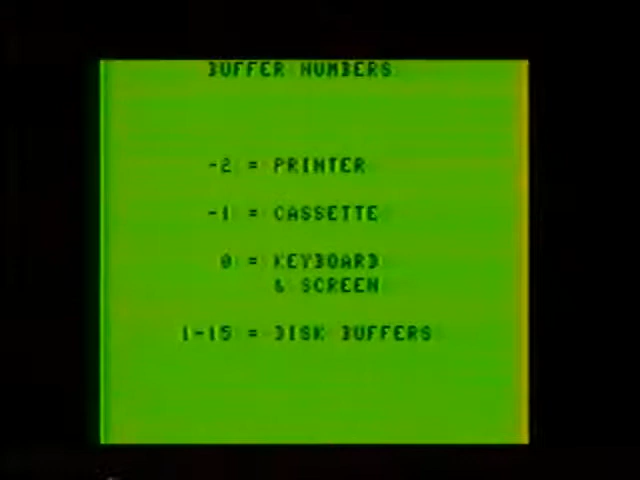 BUFFER NUMBERS
-2 = PRINTER
-1 = CASSETTE
0 = KEYBOARD
& SCREEN
1-15 = DISK BUFFERS